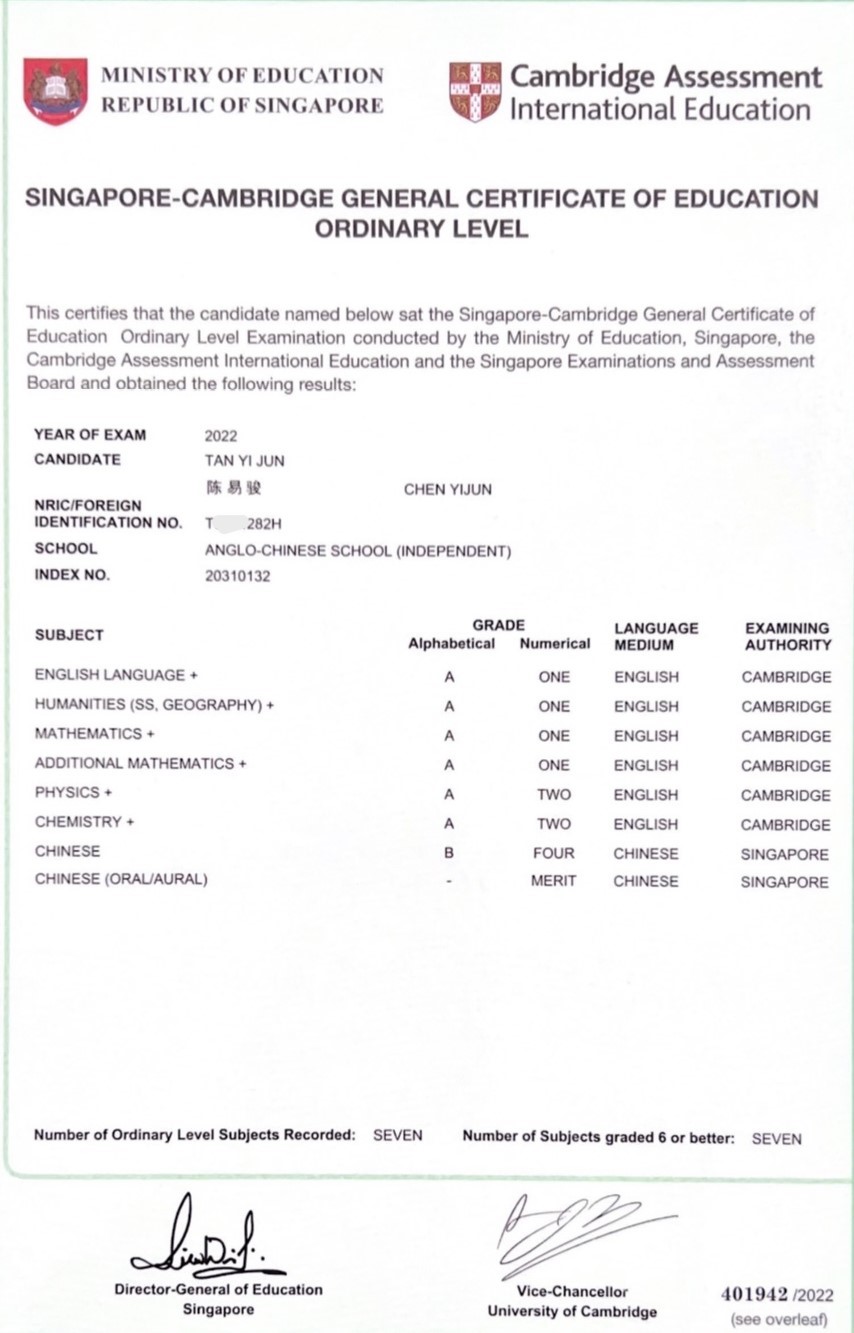 MINISTRY OF EDUCATION
REPUBLIC OF SINGAPORE
Cambridge Assessment
International Education
SINGAPORE-CAMBRIDGE GENERAL CERTIFICATE OF EDUCATION
ORDINARY LEVEL
This certifies that the candidate named below sat the Singapore-Cambridge General Certificate of
Education Ordinary Level Examination conducted by the Ministry of Education, Singapore, the
Cambridge Assessment International Education and the Singapore Examinations and Assessment
Board and obtained the following results:
YEAR OF EXAM 2022
CANDIDATE TAN YI JUN
陈易骏 CHEN YIJUN
NRIC/FOREIGN
IDENTIFICATION NO. T 282H
SCHOOL ANGLO-CHINESE SCHOOL (INDEPENDENT)
INDEX NO. 20310132
SUBJECT GRADE LANGUAGE EXAMINING
Alphabetical Numerical MEDIUM AUTHORITY
ENGLISH LANGUAGE + A ONE ENGLISH CAMBRIDGE
HUMANITIES (SS, GEOGRAPHY) + A ONE ENGLISH CAMBRIDGE
MATHEMATICS + A ONE ENGLISH CAMBRIDGE
ADDITIONAL MATHEMATICS + A ONE ENGLISH CAMBRIDGE
PHYSICS + A TWO ENGLISH CAMBRIDGE
CHEMISTRY + A TWO ENGLISH CAMBRIDGE
CHINESE B FOUR CHINESE SINGAPORE
CHINESE (ORAL/AURAL) - MERIT CHINESE SINGAPORE
Number of Ordinary Level Subjects Recorded: SEVEN Number of Subjects graded 6 or better: SEVEN
Director-General of Education
Singapore
Vice-Chancellor
University of Cambridge
401942 /2022
(see overleaf)